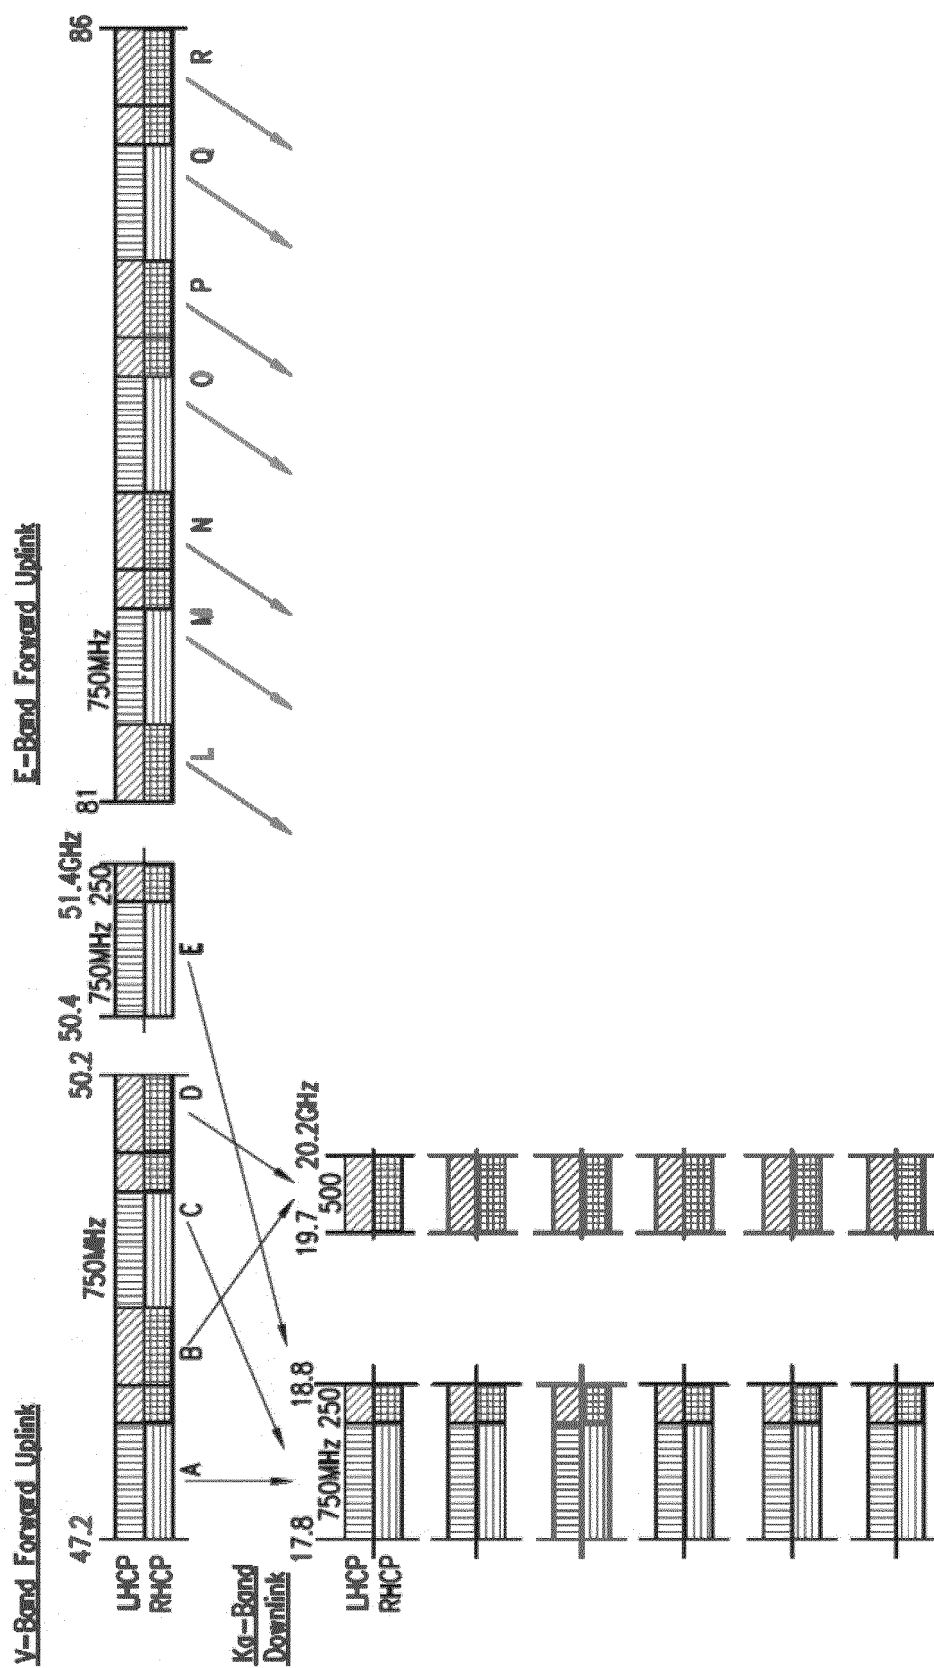 V-Band Forward Uplink
E-Band Forward Uplink
47.2
750MHz
50.2
50.4
750MHz
250
51.4GHz
81
750MHz
86
LHCP
RHCP
A
B
C
D
E
L
M
N
O
P
Q
R
Ka-Band
Downlink
17.8
750MHz
250
18.8
19.7
500
20.2GHz
LHCP
RHCP